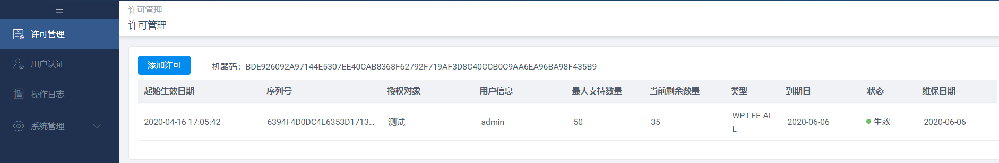 许可管理
用户认证
操作日志
系统管理
许可管理
许可管理
添加许可 机器码：BDE926092A97144E5307EE40CAB8368F62792F719AF3D8C40CCB0C9AA6EA96BA98F435B9
起始生效日期 序列号 授权对象 用户信息 最大支持数量 当前剩余数量 类型 到期日 状态 维保日期
2020-04-16 17:05:42 6394F4D0DC4E6353D1713... 测试 admin 50 35 WPT-EE-AL 2020-06-06 生效 2020-06-06
L